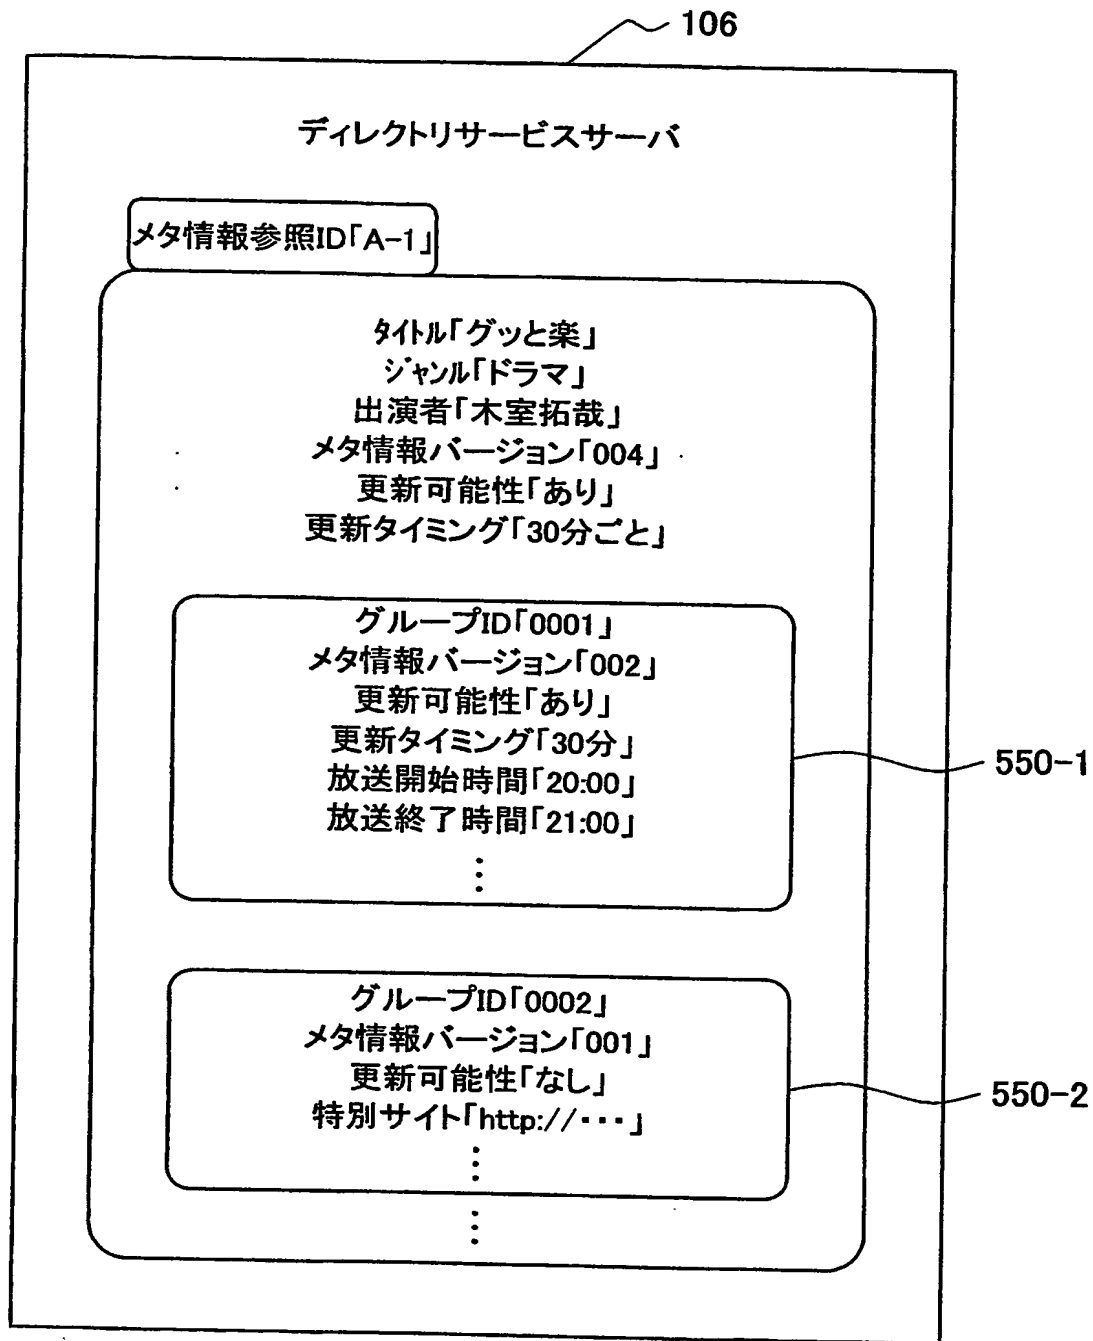 106
ディレクトリサービスサーバ
メタ情報参照ID「A-1」
タイトル「グッと楽」
ジャンル「ドラマ」
出演者「木室拓哉」
メタ情報バージョン「004」
更新可能性「あり」
更新タイミング「30分ごと」
グループID「0001」
メタ情報バージョン「002」
更新可能性「あり」
更新タイミング「30分」
放送開始時間「20:00」
放送終了時間「21:00」
⋮
550-1
グループID「0002」
メタ情報バージョン「001」
更新可能性「なし」
特別サイト「http://・・・」
⋮
550-2
⋮